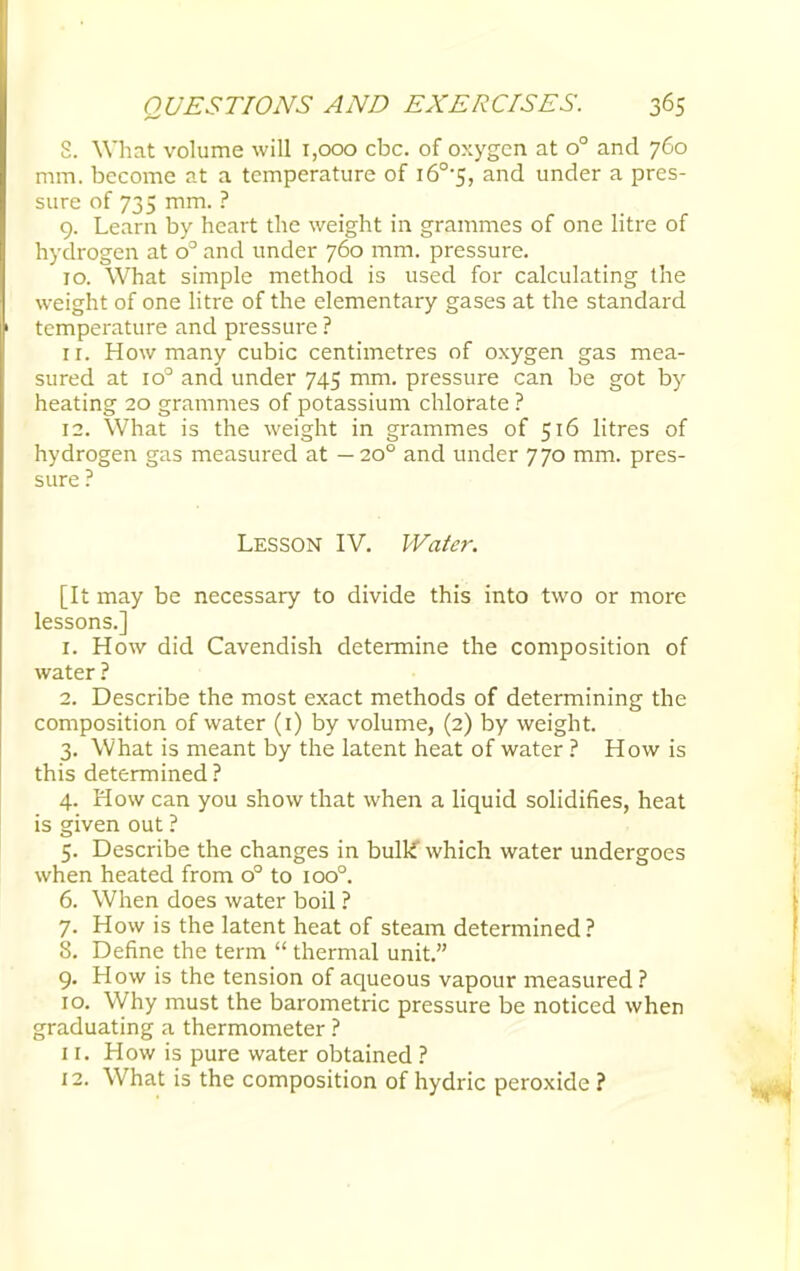 QUESTIONS AND EXERCISES. 365
8. What volume will 1,000 cbc. of oxygen at 0° and 760
mm. become at a temperature of 16°·5, and under a pres-
sure of 735 mm. ?
9. Learn by heart the weight in grammes of one litre of
hydrogen at 0° and under 760 mm. pressure.
10. What simple method is used for calculating the
weight of one litre of the elementary gases at the standard
temperature and pressure ?
11. How many cubic centimetres of oxygen gas mea-
sured at 10° and under 745 mm. pressure can be got by
heating 20 grammes of potassium chlorate ?
12. What is the weight in grammes of 516 litres of
hydrogen gas measured at – 20° and under 770 mm. pres-
sure ?
LESSON IV. Water.
[It may be necessary to divide this into two or more
lessons.]
1. How did Cavendish determine the composition of
water ?
2. Describe the most exact methods of determining the
composition of water (1) by volume, (2) by weight.
3. What is meant by the latent heat of water ? How is
this determined ?
4. How can you show that when a liquid solidifies, heat
is given out ?
5. Describe the changes in bulk which water undergoes
when heated from 0° to 100°.
6. When does water boil ?
7. How is the latent heat of steam determined ?
8. Define the term “ thermal unit.”
9. How is the tension of aqueous vapour measured ?
10. Why must the barometric pressure be noticed when
graduating a thermometer ?
11. How is pure water obtained ?
12. What is the composition of hydric peroxide ?